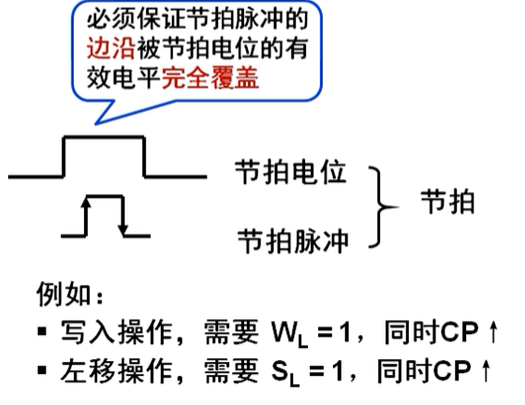 必须保证节拍脉冲的
边沿被节拍电位的有
效电平完全覆盖
节拍电位
节拍
节拍脉冲
例如：
▪ 写入操作，需要 WL = 1，同时CP ↑
▪ 左移操作，需要 SL = 1，同时CP ↑